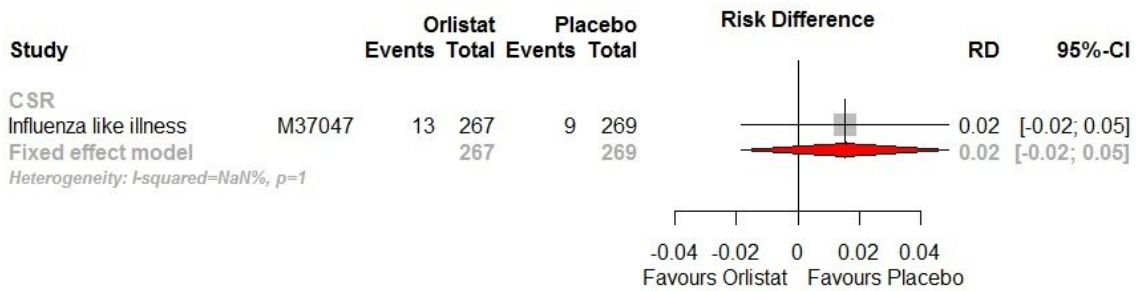 Orlistat Placebo Risk Difference
Study Events Total Events Total RD 95%-CI
CSR
Influenza like illness M37047 13 267 9 269 0.02 [-0.02; 0.05]
Fixed effect model 267 269 0.02 [-0.02; 0.05]
Heterogeneity: I-squared=NaN%, p=1
-0.04 -0.02 0 0.02 0.04
Favours Orlistat Favours Placebo